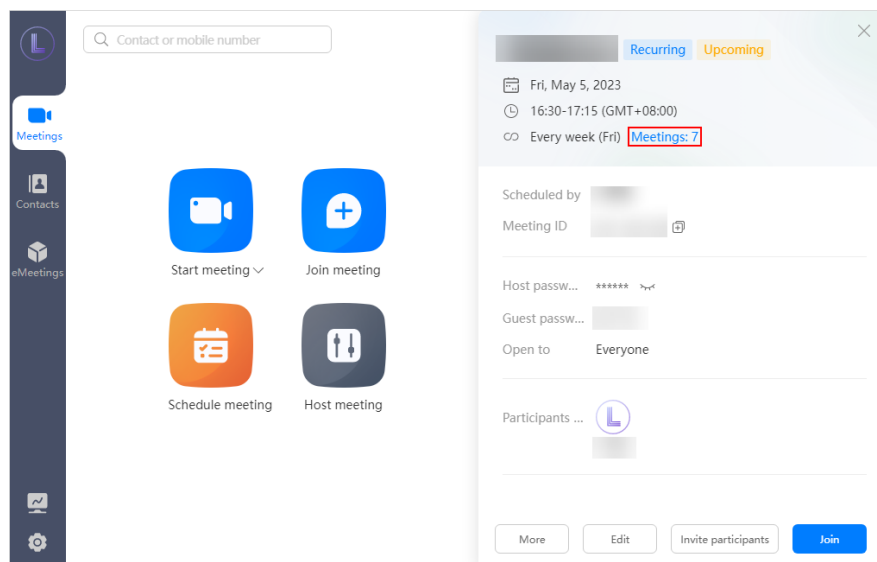 L
Contact or mobile number
Meetings
Contacts
eMeetings
Start meeting
Join meeting
Schedule meeting
Host meeting
Recurring Upcoming
Fri, May 5, 2023
16:30-17:15 (GMT+08:00)
Every week (Fri) Meetings: 7
Scheduled by
Meeting ID
Host passw... ******
Guest passw...
Open to Everyone
Participants ... L
More Edit Invite participants Join